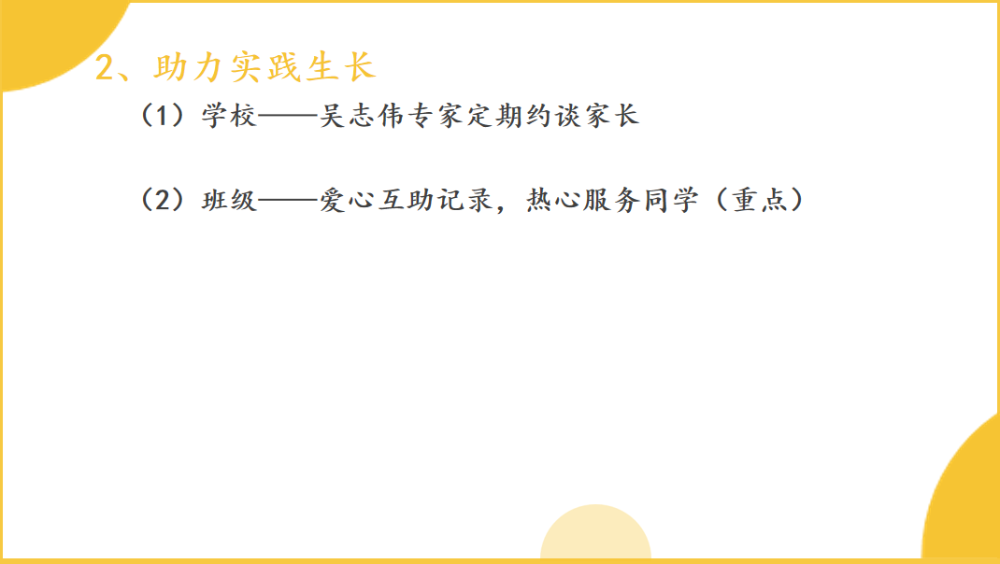 2、助力实践生长
（1）学校——吴志伟专家定期约谈家长
（2）班级——爱心互助记录，热心服务同学（重点）